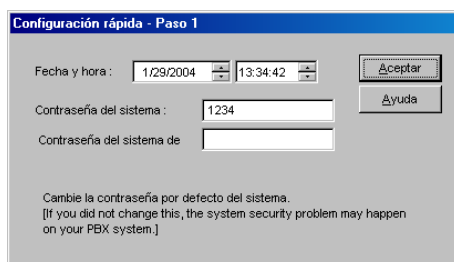 Configuración rápida - Paso 1
Fecha y hora : 1/29/2004 13:34:42 Aceptar
Ayuda
Contraseña del sistema : 1234
Contraseña del sistema de
Cambie la contraseña por defecto del sistema.
[If you did not change this, the system security problem may happen
on your PBX system.]